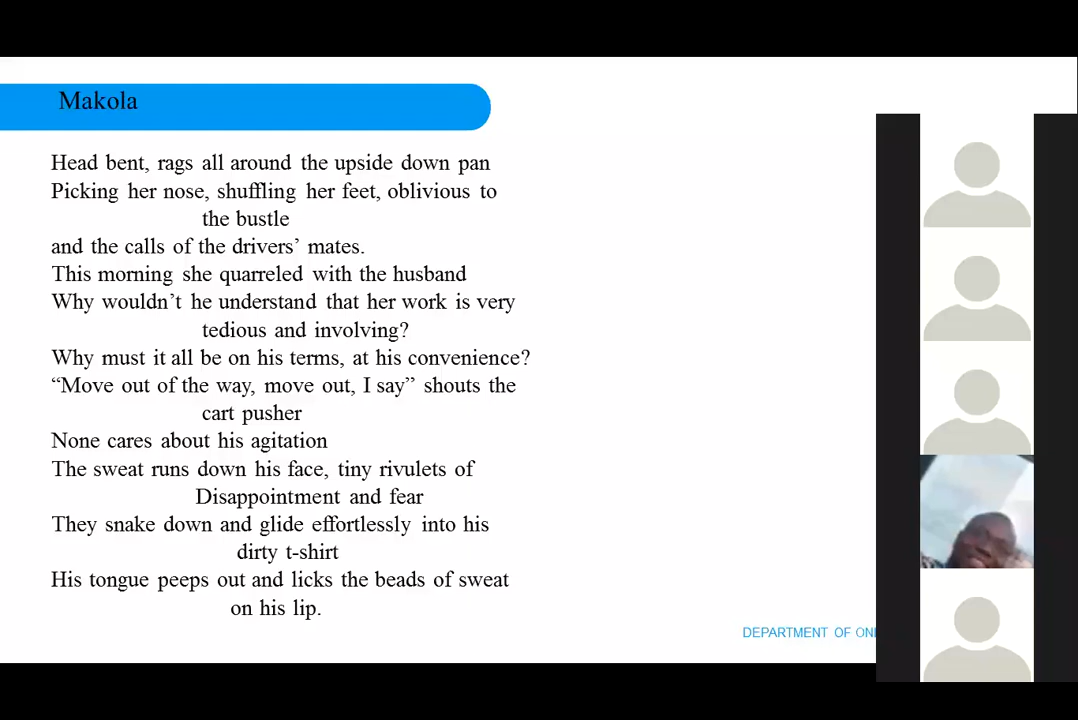 Makola
Head bent, rags all around the upside down pan
Picking her nose, shuffling her feet, oblivious to
the bustle
and the calls of the drivers’ mates.
This morning she quarreled with the husband
Why wouldn’t he understand that her work is very
tedious and involving?
Why must it all be on his terms, at his convenience?
“Move out of the way, move out, I say” shouts the
cart pusher
None cares about his agitation
The sweat runs down his face, tiny rivulets of
Disappointment and fear
They snake down and glide effortlessly into his
dirty t-shirt
His tongue peeps out and licks the beads of sweat
on his lip.
DEPARTMENT OF